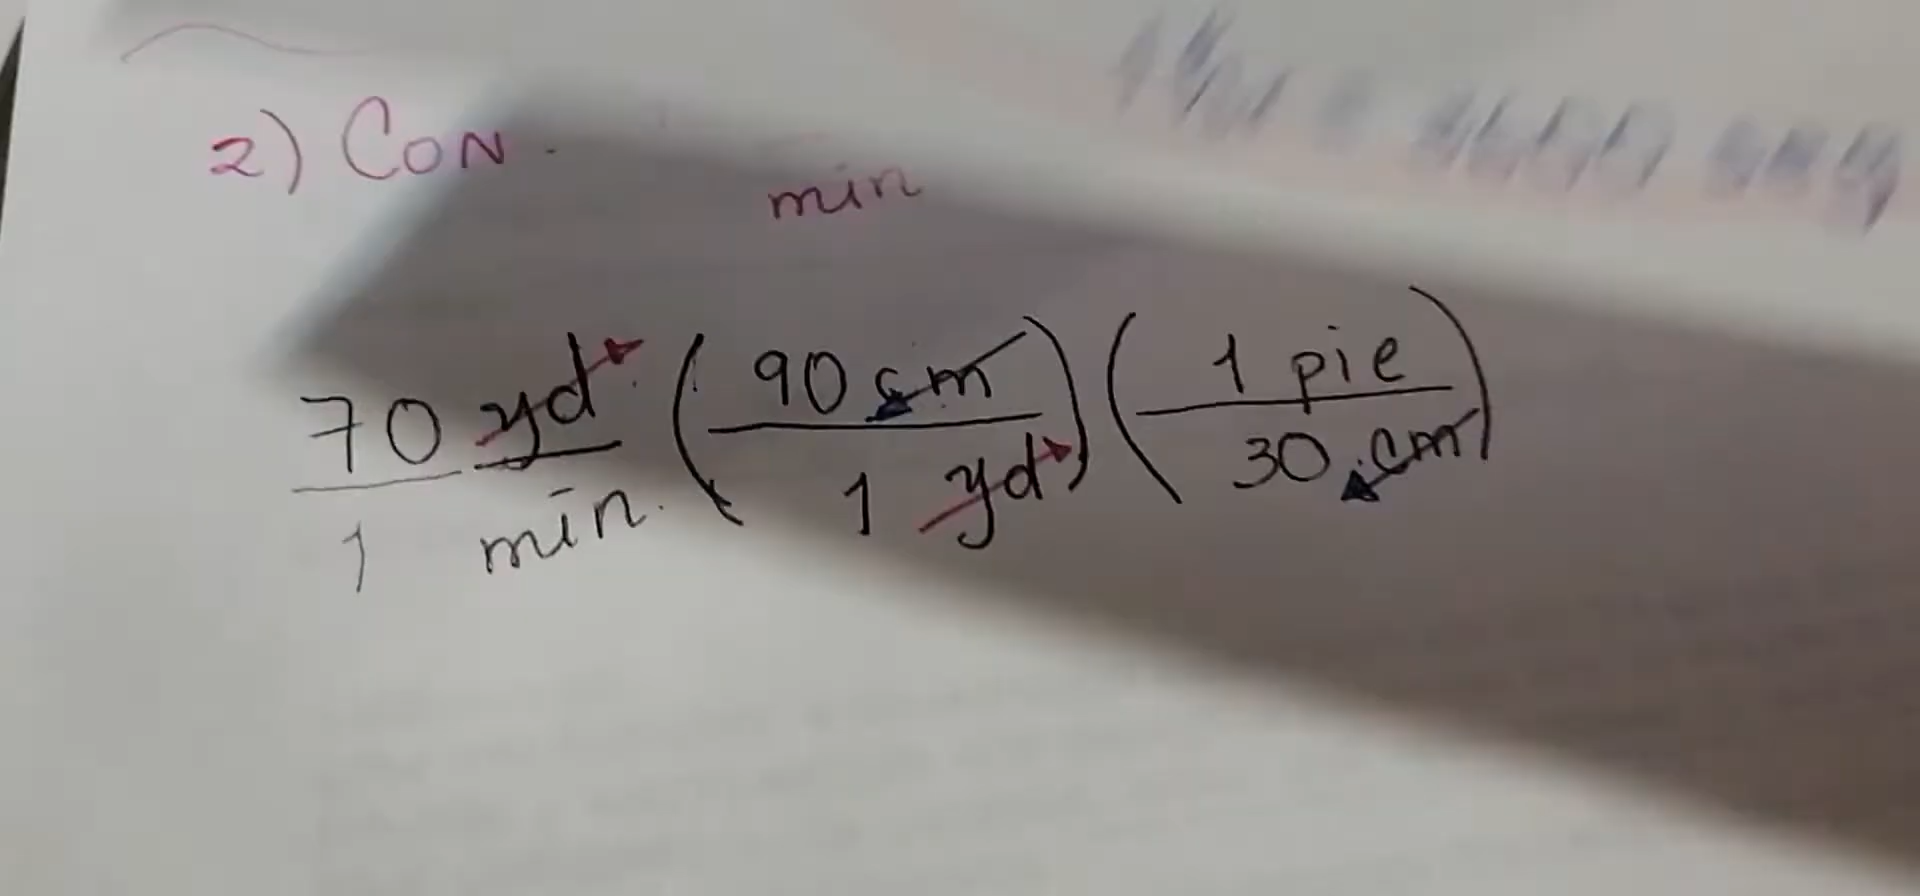 2) CON
min
70 yd (90 cm) (1 pie)
1 min. 1 yd 30 cm